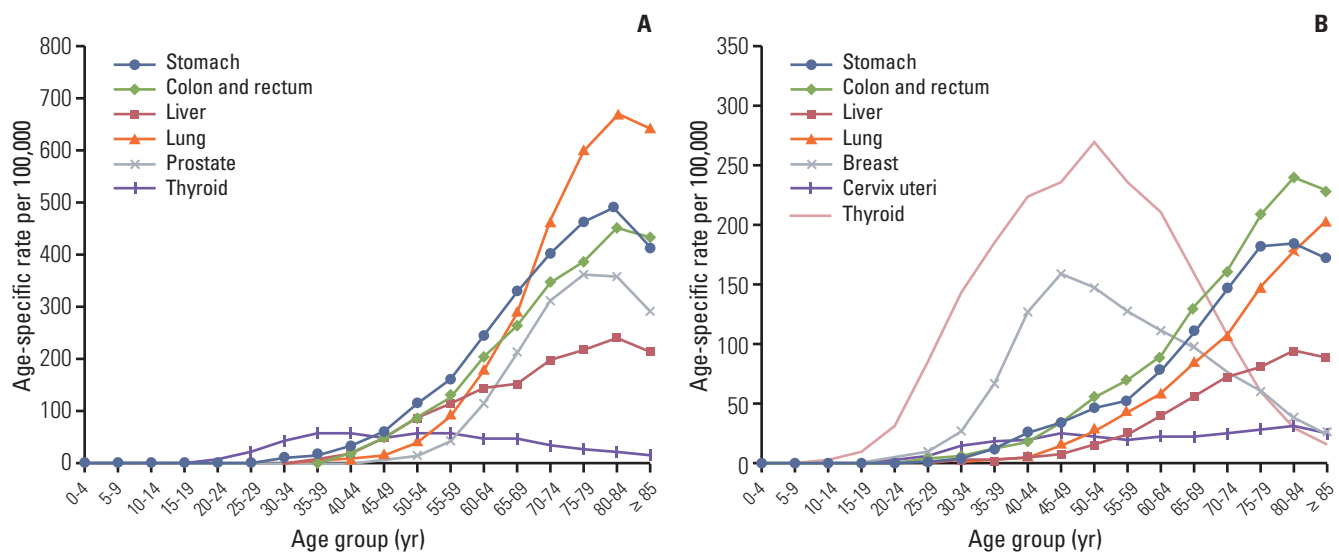 A
Age-specific rate per 100,000
800
700
600
500
400
300
200
100
0
Stomach
Colon and rectum
Liver
Lung
Prostate
Thyroid
0-4
5-9
10-14
15-19
20-24
25-29
30-34
35-39
40-44
45-49
50-54
55-59
60-64
65-69
70-74
75-79
80-84
≥ 85
Age group (yr)
B
Age-specific rate per 100,000
350
300
250
200
150
100
50
0
Stomach
Colon and rectum
Liver
Lung
Breast
Cervix uteri
Thyroid
0-4
5-9
10-14
15-19
20-24
25-29
30-34
35-39
40-44
45-49
50-54
55-59
60-64
65-69
70-74
75-79
80-84
≥ 85
Age group (yr)